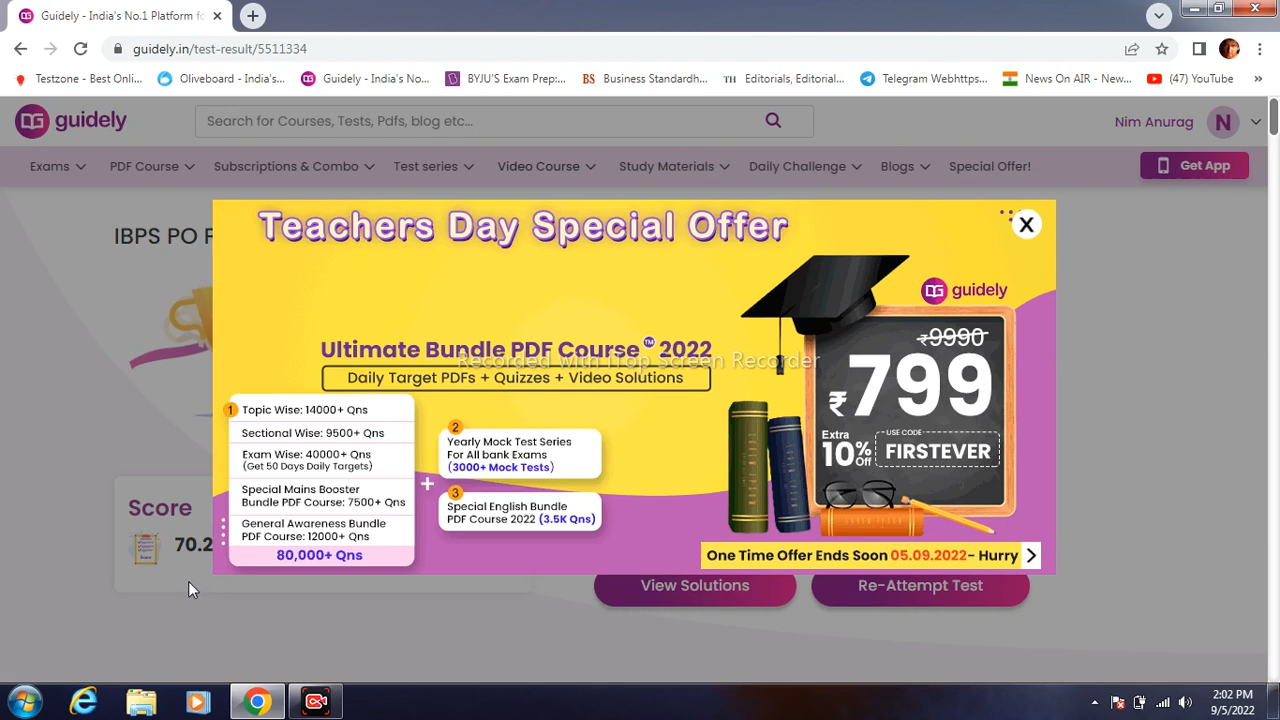 Guidely - India's No.1 Platform fo
guidely.in/test-result/5511334
Testzone - Best Onli...
Oliveboard - India's...
Guidely - India's No...
BYJU'S Exam Prep:...
BS Business Standardh...
TH Editorials, Editorial...
Telegram Webhttps...
News On AIR - New...
(47) YouTube
»
guidely
Search for Courses, Tests, Pdfs, blog etc...
Nim Anurag
N
Exams
PDF Course
Subscriptions & Combo
Test series
Video Course
Study Materials
Daily Challenge
Blogs
Special Offer!
Get App
IBPS PO P
Teachers Day Special Offer
X
guidely
Ultimate Bundle PDF Course™ 2022
Recorded with iTop Screen Recorder
Daily Target PDFs + Quizzes + Video Solutions
₹9990
₹799
Extra 10% Off
USE CODE
FIRSTEVER
1
Topic Wise: 14000+ Qns
Sectional Wise: 9500+ Qns
Exam Wise: 40000+ Qns
(Get 50 Days Daily Targets)
Special Mains Booster
Bundle PDF Course: 7500+ Qns
General Awareness Bundle
PDF Course: 12000+ Qns
80,000+ Qns
+
2
Yearly Mock Test Series
For All bank Exams
(3000+ Mock Tests)
3
Special English Bundle
PDF Course 2022 (3.5K Qns)
One Time Offer Ends Soon 05.09.2022- Hurry
Score
70.2
View Solutions
Re-Attempt Test
2:02 PM
9/5/2022